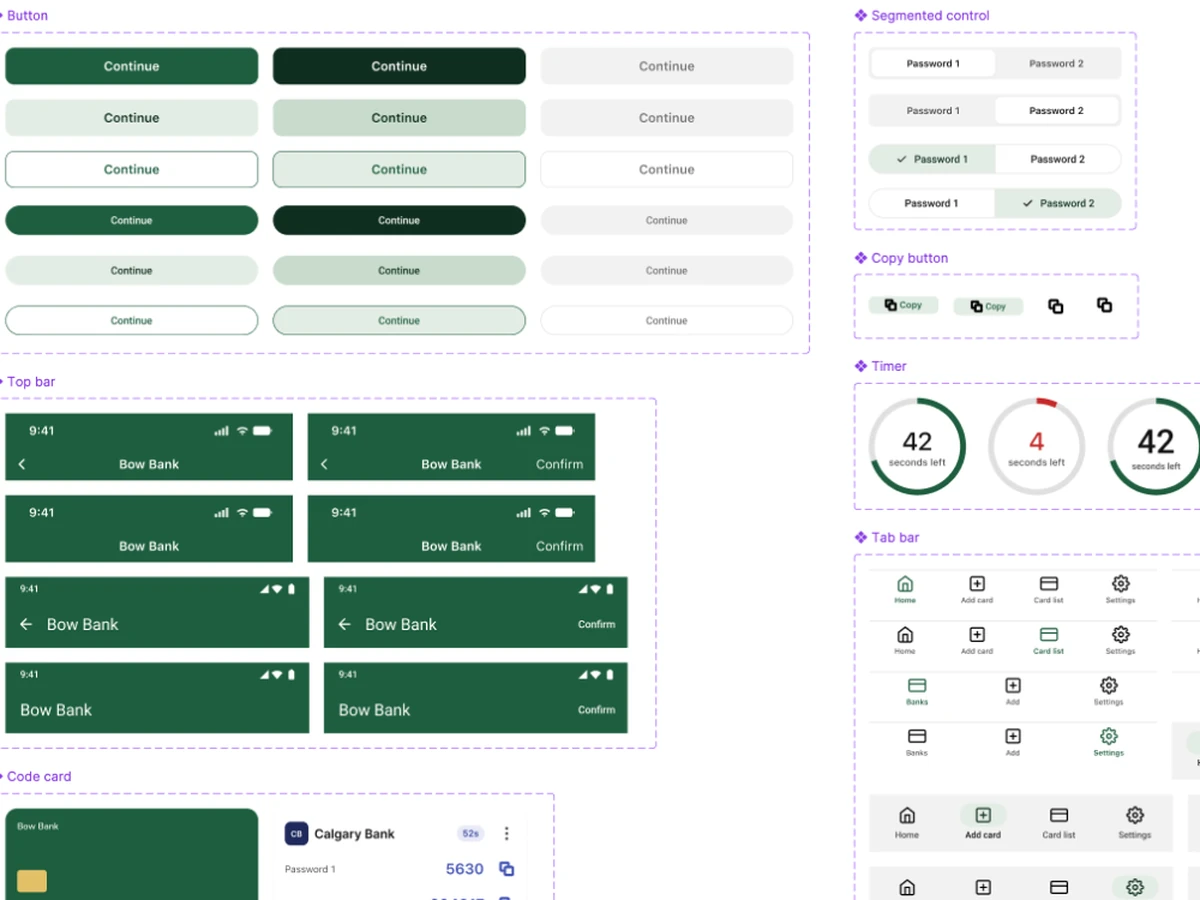 Button
Continue Continue Continue
Continue Continue Continue
Continue Continue Continue
Continue Continue Continue
Continue Continue Continue
Continue Continue Continue
Top bar
9:41 9:41
Bow Bank Bow Bank Confirm
9:41 9:41
Bow Bank Bow Bank Confirm
9:41 9:41
Bow Bank Bow Bank Confirm
9:41 9:41
Bow Bank Bow Bank Confirm
Code card
Bow Bank
CB Calgary Bank 52s
Password 1 5630
Segmented control
Password 1 Password 2
Password 1 Password 2
Password 1 Password 2
Password 1 Password 2
Copy button
Copy Copy
Timer
42 4 42
seconds left seconds left seconds left
Tab bar
Home Add card Card list Settings
Home Add card Card list Settings
Banks Add Settings
Banks Add Settings
Home Add card Card list Settings